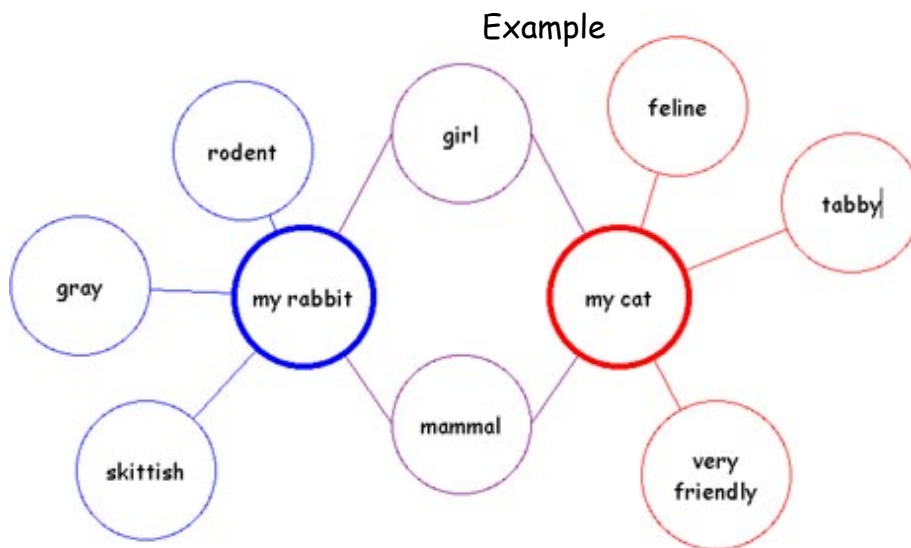 Example
feline
girl
rodent
tabby
gray
my rabbit
my cat
mammal
skittish
very
friendly